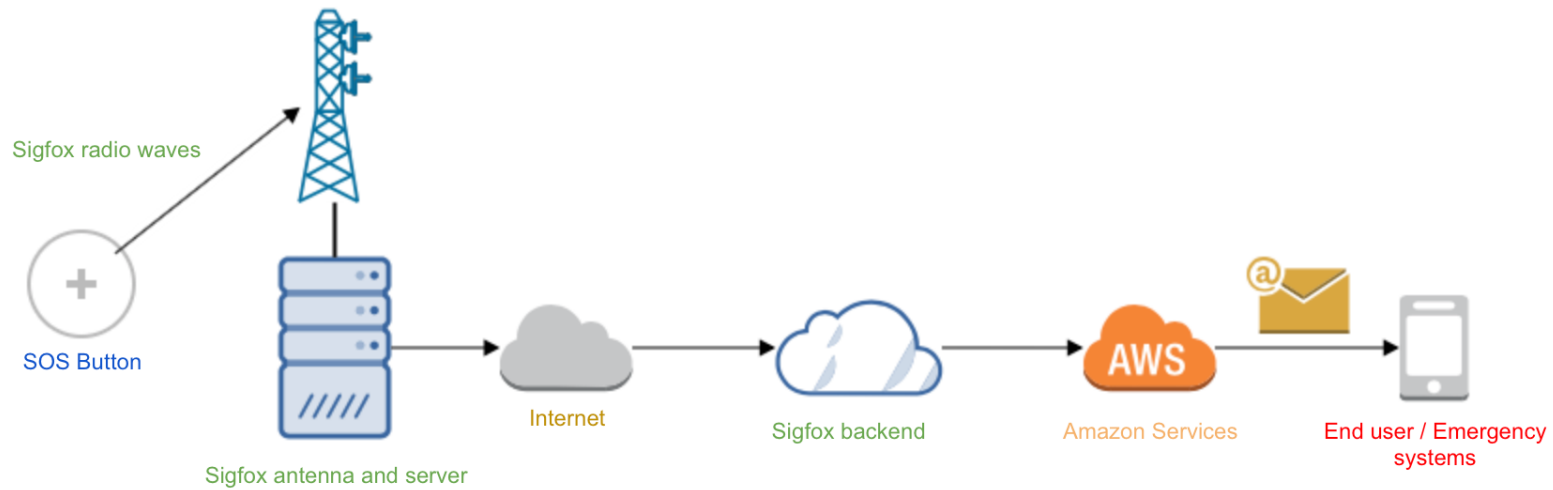 Sigfox radio waves
SOS Button
Sigfox antenna and server
Internet
Sigfox backend
AWS
Amazon Services
@
End user / Emergency
systems